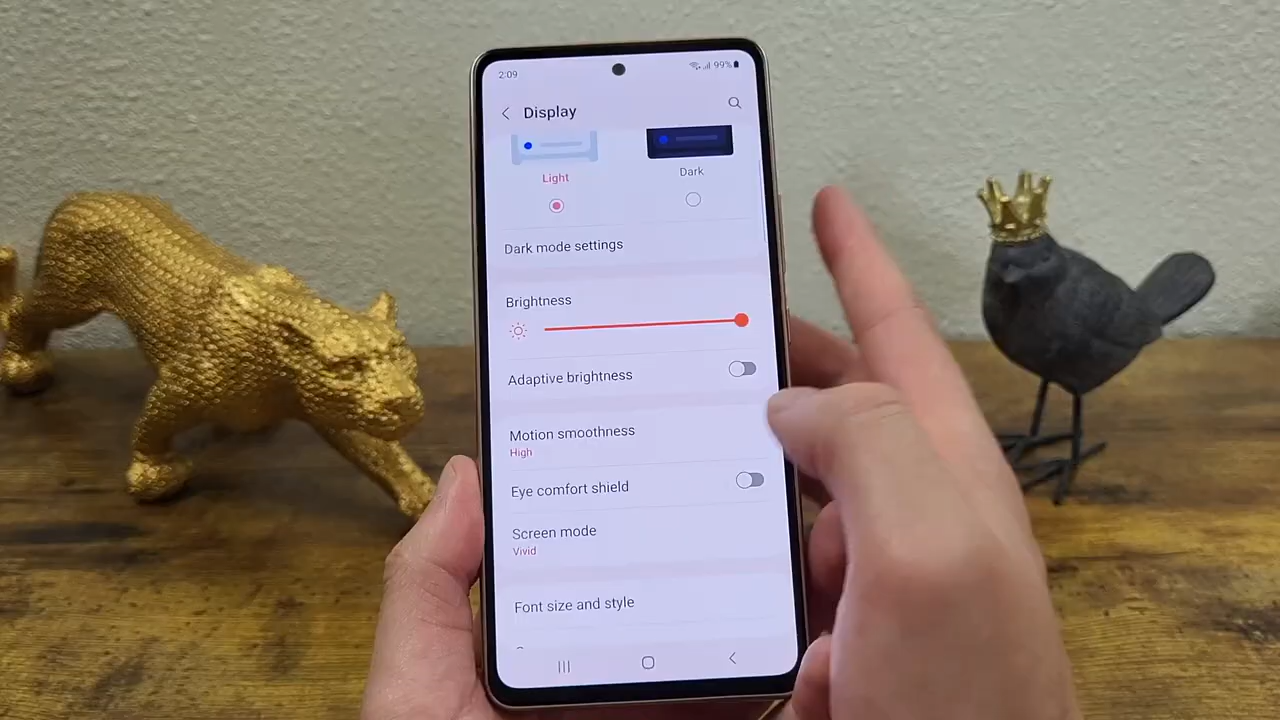 2:09
99%
Display
Light
Dark
Dark mode settings
Brightness
Adaptive brightness
Motion smoothness
High
Eye comfort shield
Screen mode
Vivid
Font size and style